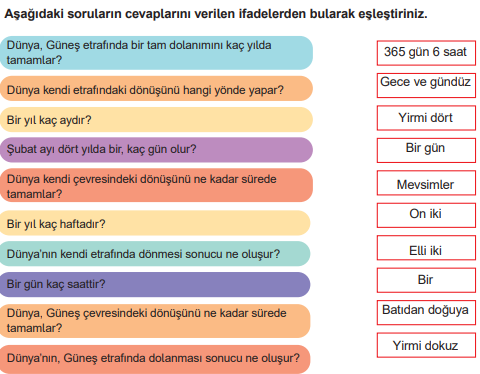 Aşağıdaki soruların cevaplarını verilen ifadelerden bularak eşleştiriniz.
Dünya, Güneş etrafında bir tam dolanımını kaç yılda
tamamlar?
365 gün 6 saat
Dünya kendi etrafındaki dönüşünü hangi yönde yapar?
Gece ve gündüz
Bir yıl kaç aydır?
Yirmi dört
Şubat ayı dört yılda bir, kaç gün olur?
Bir gün
Dünya kendi çevresindeki dönüşünü ne kadar sürede
tamamlar?
Mevsimler
Bir yıl kaç haftadır?
On iki
Dünya'nın kendi etrafında dönmesi sonucu ne oluşur?
Elli iki
Bir gün kaç saattir?
Bir
Dünya, Güneş çevresindeki dönüşünü ne kadar sürede
tamamlar?
Batıdan doğuya
Dünya'nın, Güneş etrafında dolanması sonucu ne oluşur?
Yirmi dokuz